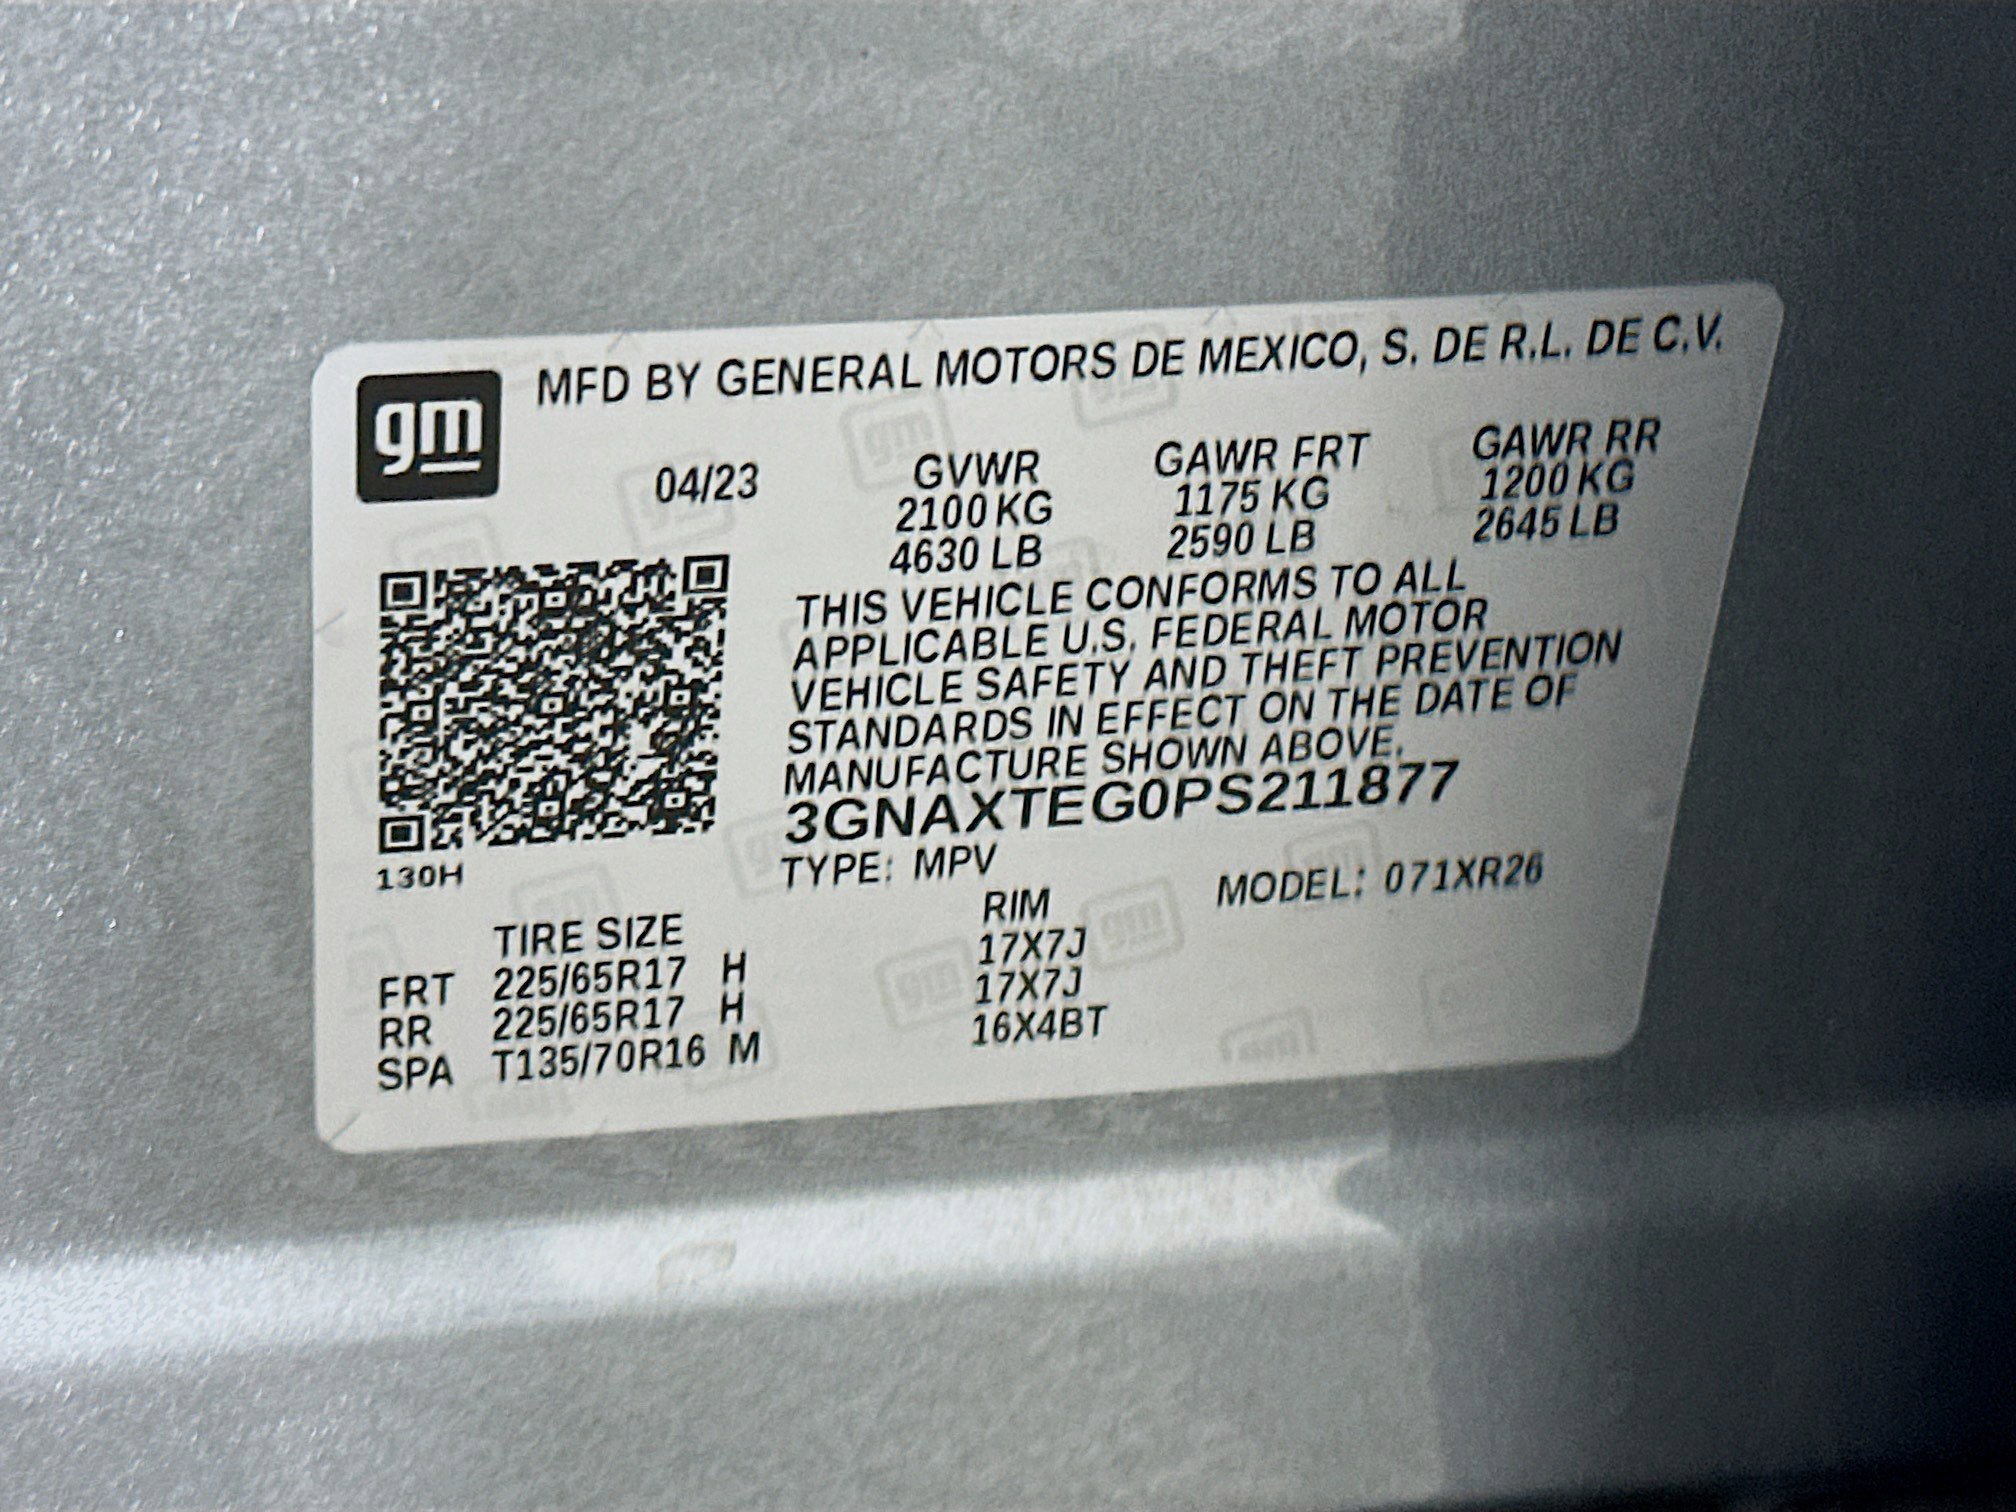 gm
MFD BY GENERAL MOTORS DE MEXICO, S. DE R.L. DE C.V.
04/23 GVWR GAWR FRT GAWR RR
2100 KG 1175 KG 1200 KG
4630 LB 2590 LB 2645 LB
THIS VEHICLE CONFORMS TO ALL
APPLICABLE U.S. FEDERAL MOTOR
VEHICLE SAFETY AND THEFT PREVENTION
STANDARDS IN EFFECT ON THE DATE OF
MANUFACTURE SHOWN ABOVE.
3GNAXTEG0PS211877
130H
TYPE: MPV MODEL: 071XR26
TIRE SIZE RIM
FRT 225/65R17 H 17X7J
RR 225/65R17 H 17X7J
SPA T135/70R16 M 16X4BT